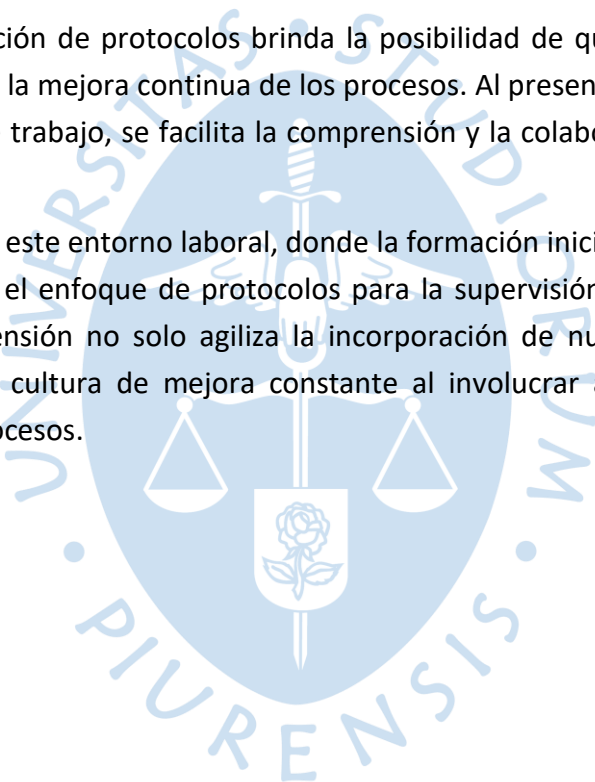 ción de protocolos brinda la posibilidad de qu
la mejora continua de los procesos. Al presen
trabajo, se facilita la comprensión y la colabo
este entorno laboral, donde la formación inici
el enfoque de protocolos para la supervisión
ensión no solo agiliza la incorporación de nu
cultura de mejora constante al involucrar a
ocesos.
UNIVERSITAS • STUDIORUM • PIURENSIS •